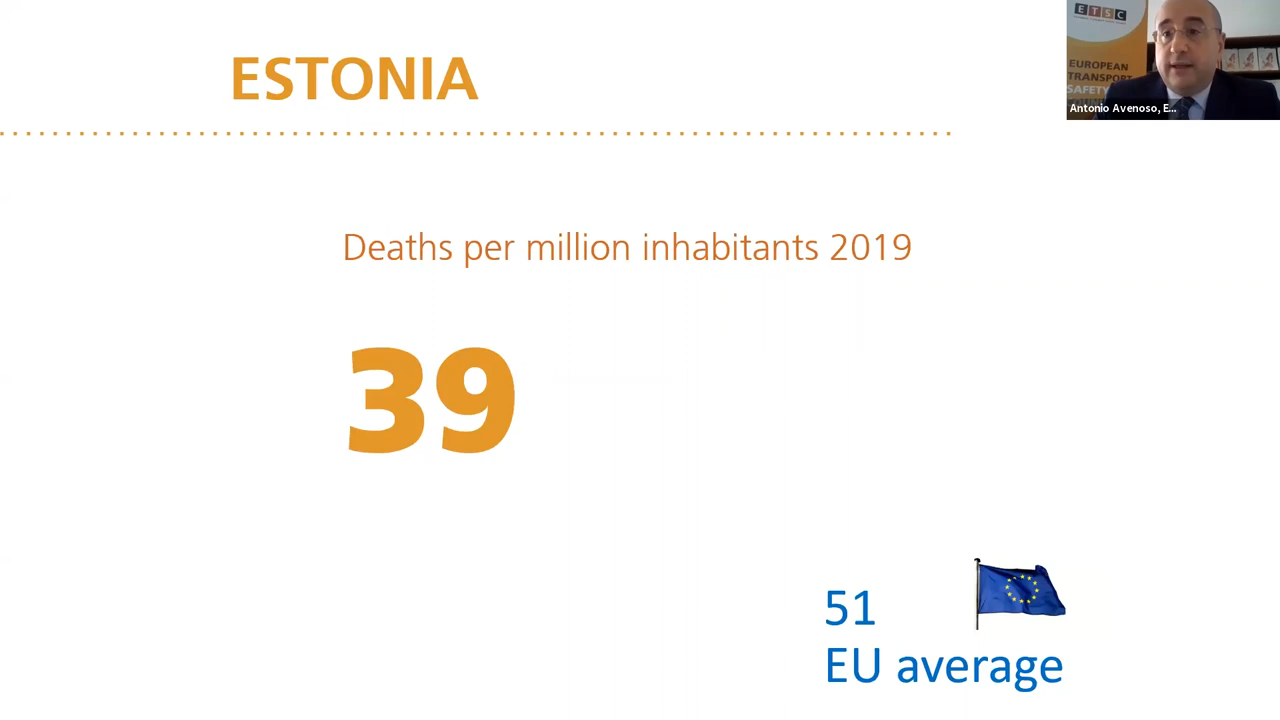 ESTONIA
Deaths per million inhabitants 2019
39
51
EU average
ETSC
EUROPEAN
TRANSPORT
SAFETY
Antonio Avenoso, E...